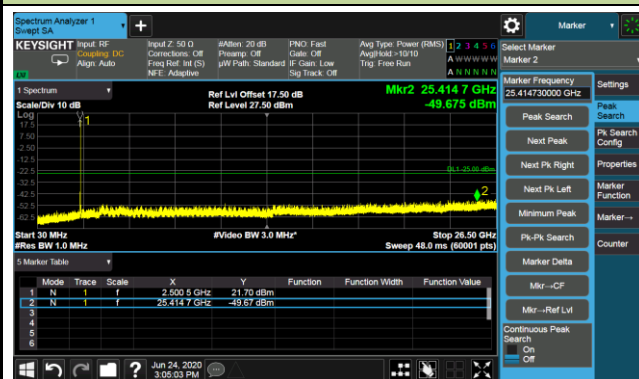 Spectrum Analyzer 1
Swept SA
+
Marker
KEYSIGHT Input: RF
Coupling: DC
Align: Auto
Input Z: 50 Ω
Corrections: Off
Freq Ref: Int (S)
NFE: Adaptive
#Atten: 20 dB
Preamp: Off
µW Path: Standard
PNO: Fast
Gate: Off
IF Gain: Low
Sig Track: Off
Avg Type: Power (RMS)
Avg|Hold:>10/10
Trig: Free Run
1 2 3 4 5 6
A W W W W W
A N N N N N
LXI
Select Marker
Marker 2
1 Spectrum
Scale/Div 10 dB
Log
Ref Lvl Offset 17.50 dB
Ref Level 27.50 dBm
Mkr2 25.414 7 GHz
-49.675 dBm
17.5
7.50
-2.50
-12.5
-22.5
-32.5
-42.5
-52.5
-62.5
1
DL1 -25.00 dBm
2
Start 30 MHz
#Res BW 1.0 MHz
#Video BW 3.0 MHz*
Stop 26.50 GHz
Sweep 48.0 ms (60001 pts)
5 Marker Table
Mode Trace Scale X Y Function Function Width Function Value
1 N 1 f 2.500 5 GHz 21.70 dBm
2 N 1 f 25.414 7 GHz -49.67 dBm
3
4
5
6
Marker Frequency
25.414730000 GHz
Peak Search
Next Peak
Next Pk Right
Next Pk Left
Minimum Peak
Pk-Pk Search
Marker Delta
Mkr→CF
Mkr→Ref Lvl
Continuous Peak
Search
On
Off
Settings
Peak
Search
Pk Search
Config
Properties
Marker
Function
Marker→
Counter
?
Jun 24, 2020
3:05:03 PM